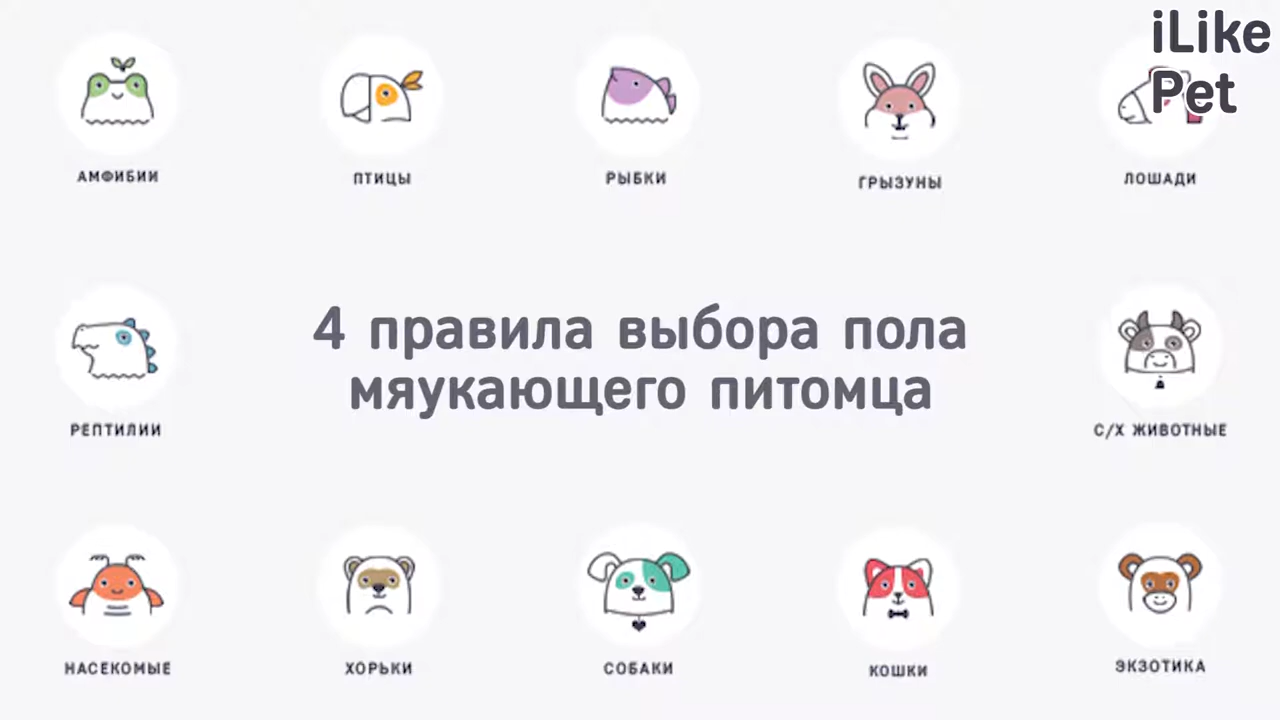 iLike
Pet
АМФИБИИ
ПТИЦЫ
РЫБКИ
ГРЫЗУНЫ
ЛОШАДИ
4 правила выбора пола
мяукающего питомца
РЕПТИЛИИ
С/Х ЖИВОТНЫЕ
НАСЕКОМЫЕ
ХОРЬКИ
СОБАКИ
КОШКИ
ЭКЗОТИКА